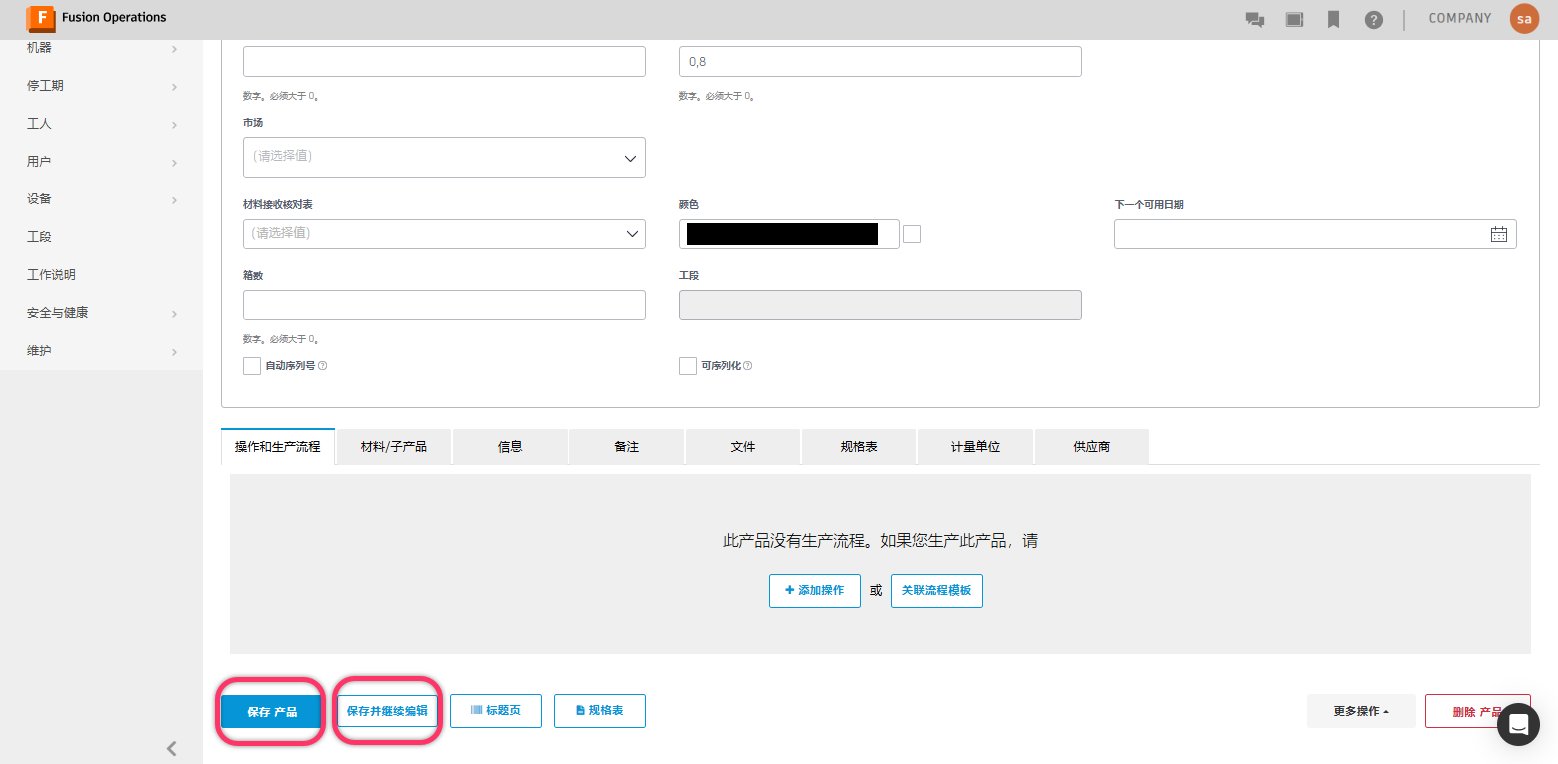 F Fusion Operations
COMPANY
sa
机器
停工期
工人
用户
设备
工段
工作说明
安全与健康
维护
0,8
数字。必须大于 0。
数字。必须大于 0。
市场
(请选择值)
材料接收核对表
颜色
下一个可用日期
(请选择值)
箱数
工段
数字。必须大于 0。
自动序列号
可序列化
操作和生产流程
材料/子产品
信息
备注
文件
规格表
计量单位
供应商
此产品没有生产流程。如果您生产此产品，请
+ 添加操作 或 关联流程模板
保存 产品
保存并继续编辑
标题页
规格表
更多操作
删除 产品